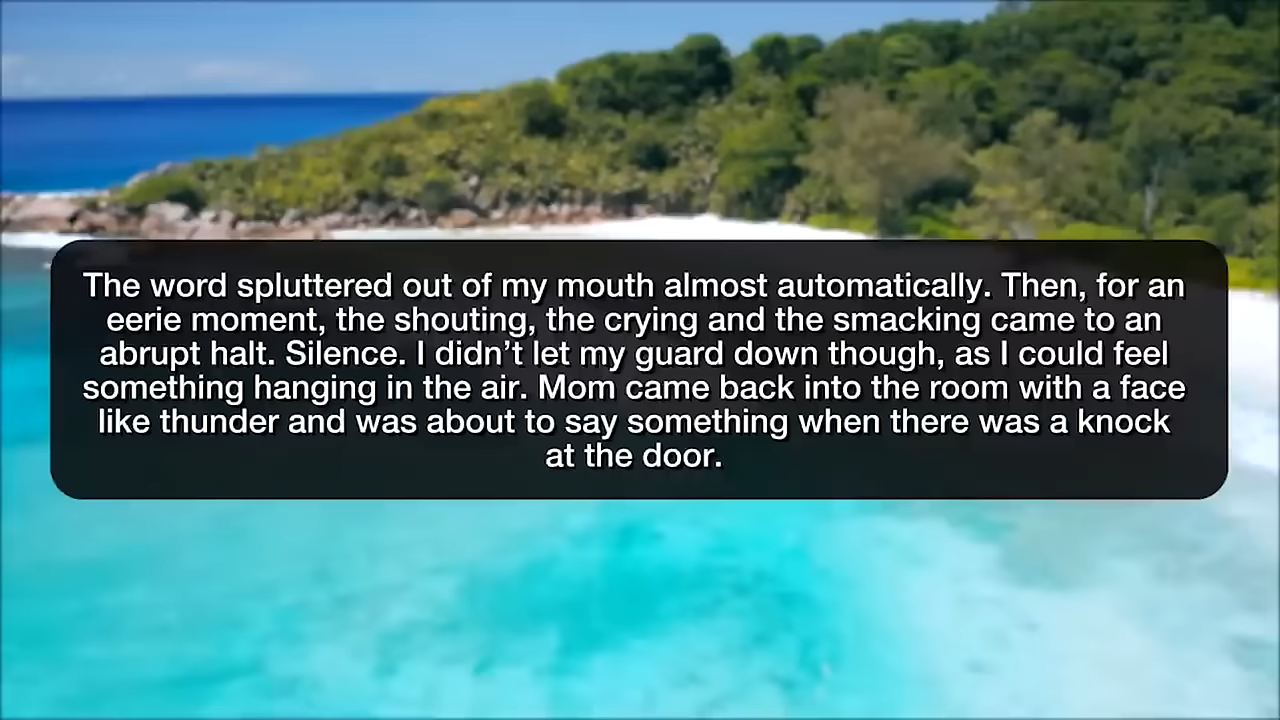 The word spluttered out of my mouth almost automatically. Then, for an
eerie moment, the shouting, the crying and the smacking came to an
abrupt halt. Silence. I didn’t let my guard down though, as I could feel
something hanging in the air. Mom came back into the room with a face
like thunder and was about to say something when there was a knock
at the door.